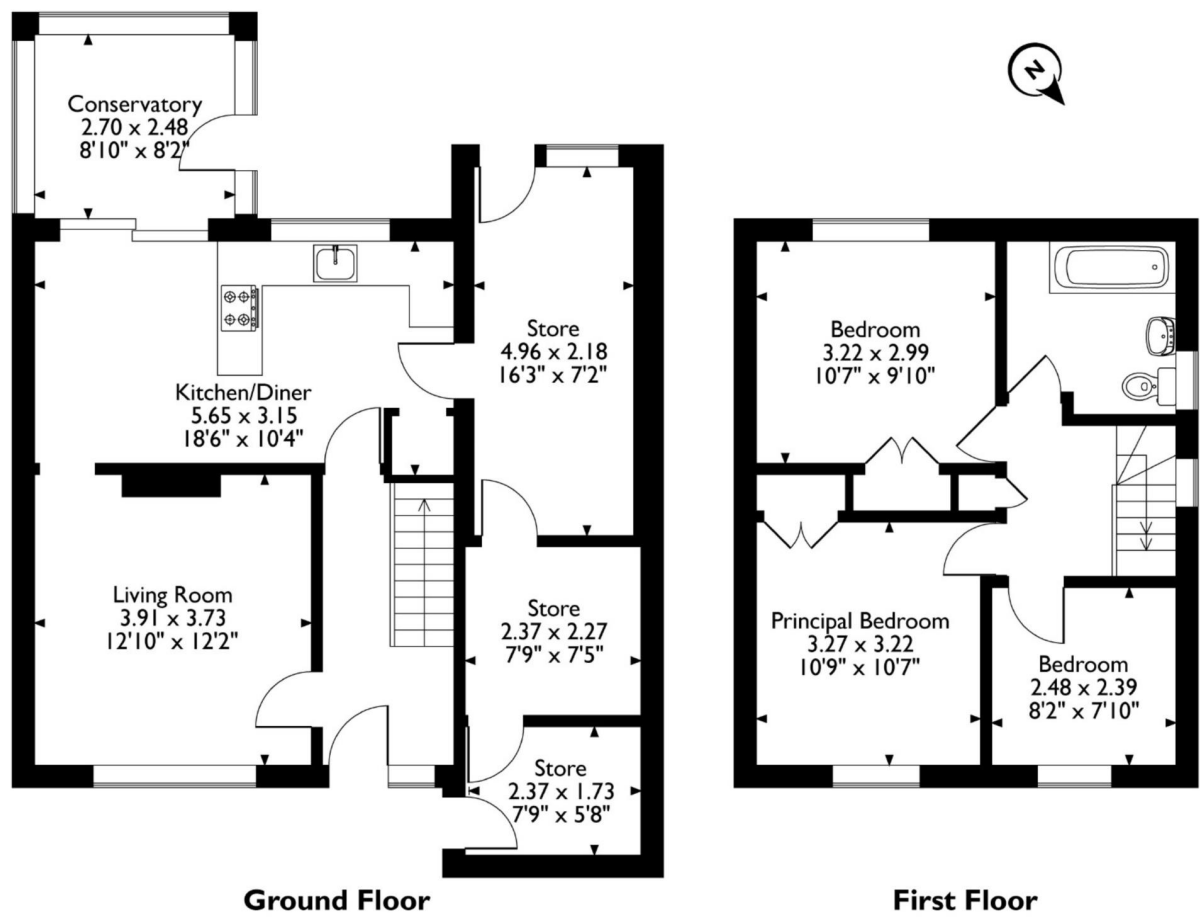 N
Conservatory
2.70 x 2.48
8'10" x 8'2"
Kitchen/Diner
5.65 x 3.15
18'6" x 10'4"
Store
4.96 x 2.18
16'3" x 7'2"
Living Room
3.91 x 3.73
12'10" x 12'2"
Store
2.37 x 2.27
7'9" x 7'5"
Store
2.37 x 1.73
7'9" x 5'8"
Ground Floor
Bedroom
3.22 x 2.99
10'7" x 9'10"
Principal Bedroom
3.27 x 3.22
10'9" x 10'7"
Bedroom
2.48 x 2.39
8'2" x 7'10"
First Floor